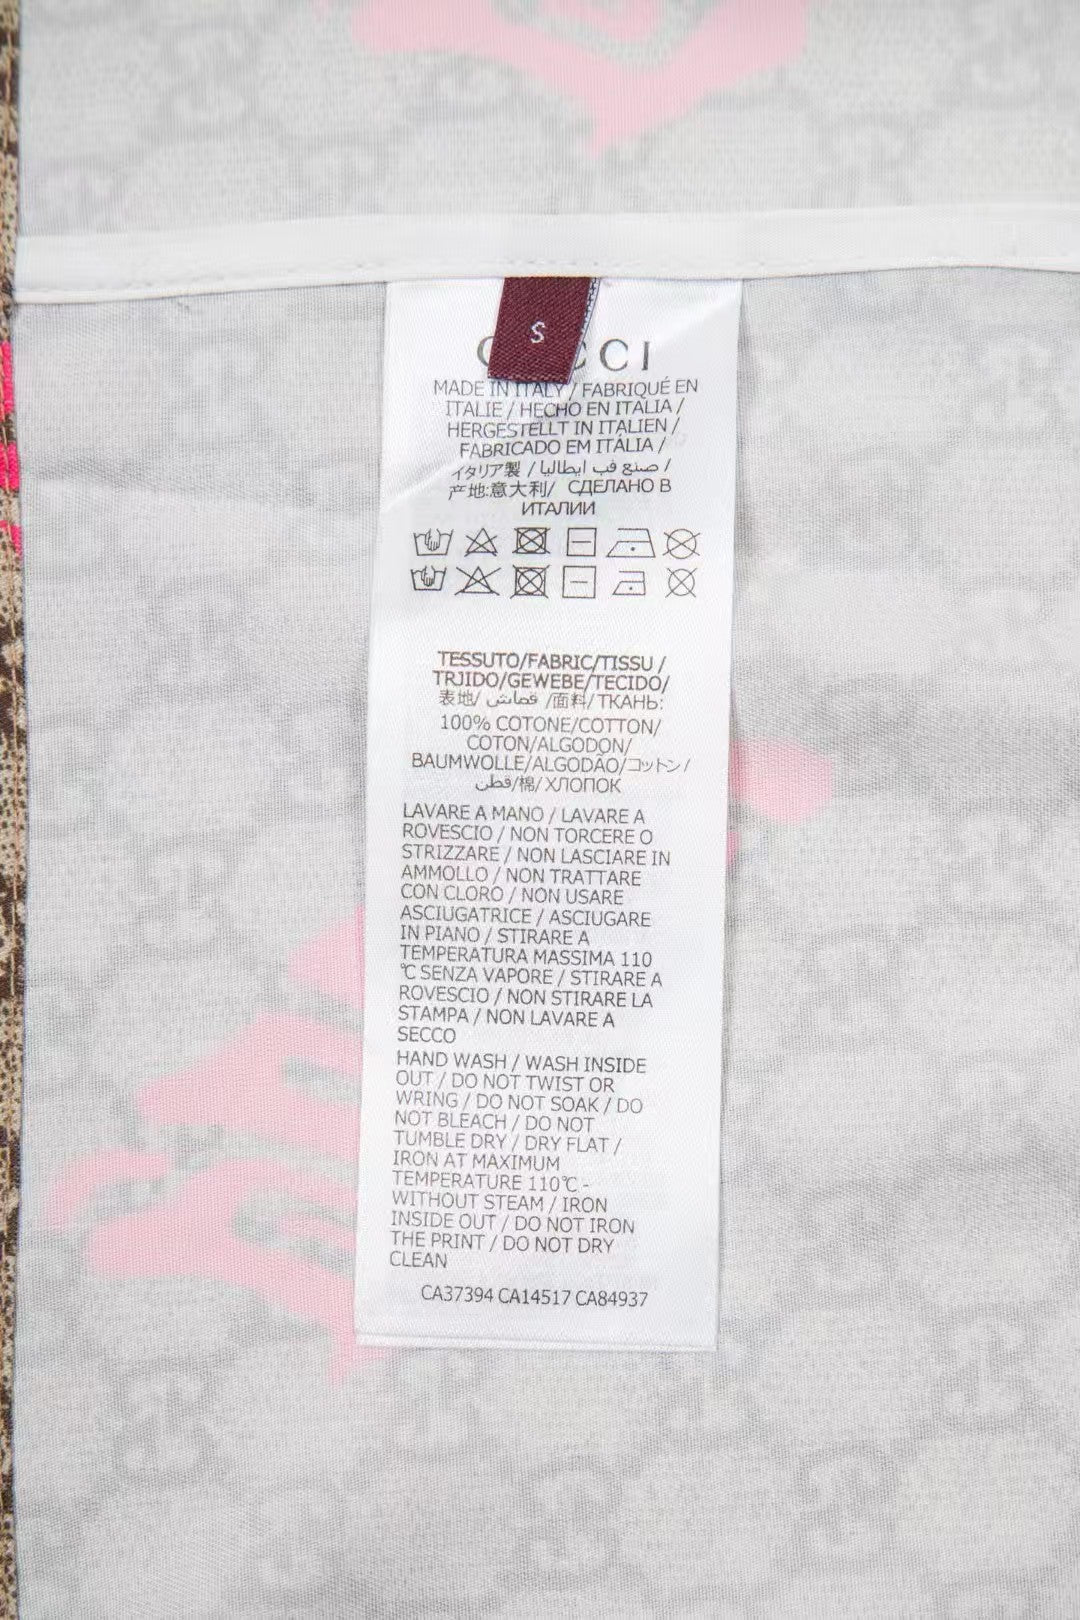 S
CCI
MADE IN ITALY / FABRIQUÉ EN
ITALIE / HECHO EN ITALIA /
HERGESTELLT IN ITALIEN /
FABRICADO EM ITÁLIA /
イタリア製 / صنع في ايطاليا /
产地:意大利/ СДЕЛАНО В
ИТАЛИИ
TESSUTO/FABRIC/TISSU /
TRJIDO/GEWEBE/TECIDO/
表地/ قماش /面料/ТКАНЬ:
100% COTONE/COTTON/
COTON/ALGODON/
BAUMWOLLE/ALGODÃO/コットン/
قطن/棉/ХЛОПОК
LAVARE A MANO / LAVARE A
ROVESCIO / NON TORCERE O
STRIZZARE / NON LASCIARE IN
AMMOLLO / NON TRATTARE
CON CLORO / NON USARE
ASCIUGATRICE / ASCIUGARE
IN PIANO / STIRARE A
TEMPERATURA MASSIMA 110
℃ SENZA VAPORE / STIRARE A
ROVESCIO / NON STIRARE LA
STAMPA / NON LAVARE A
SECCO
HAND WASH / WASH INSIDE
OUT / DO NOT TWIST OR
WRING / DO NOT SOAK / DO
NOT BLEACH / DO NOT
TUMBLE DRY / DRY FLAT /
IRON AT MAXIMUM
TEMPERATURE 110℃ -
WITHOUT STEAM / IRON
INSIDE OUT / DO NOT IRON
THE PRINT / DO NOT DRY
CLEAN
CA37394 CA14517 CA84937